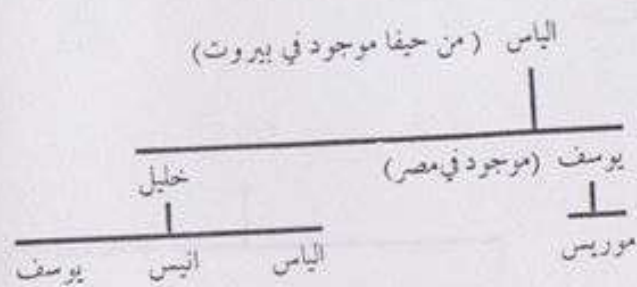 الياس (من حيفا موجود في بيروت)
يوسف (موجود في مصر)
خليل
موريس
الياس انيس يوسف